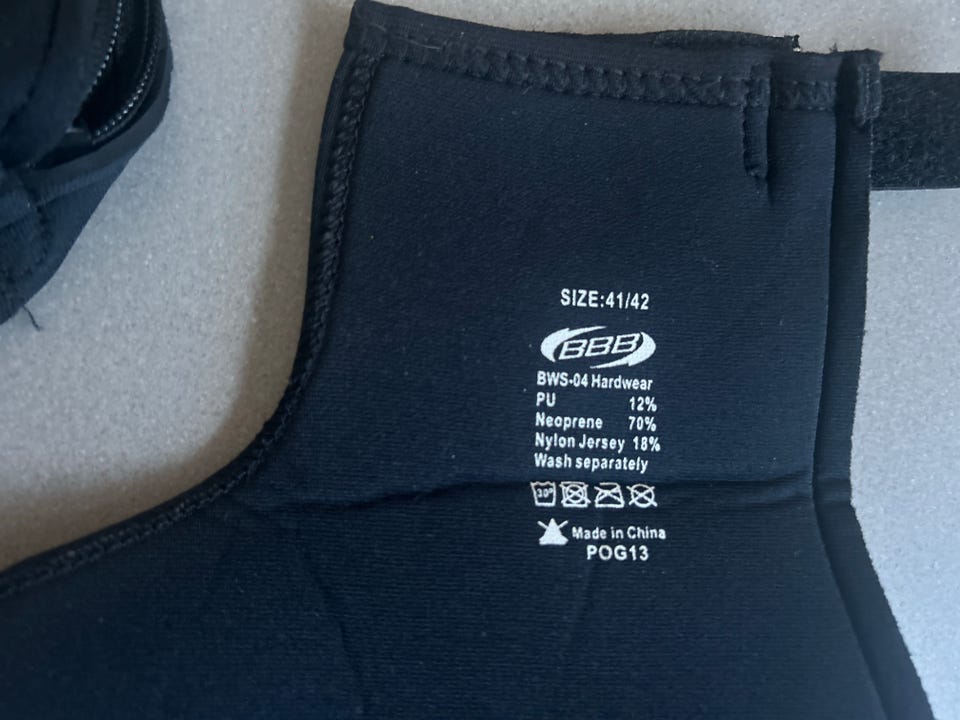 SIZE:41/42
BBB
BWS-04 Hardwear
PU 12%
Neoprene 70%
Nylon Jersey 18%
Wash separately
30°
Made in China
POG13